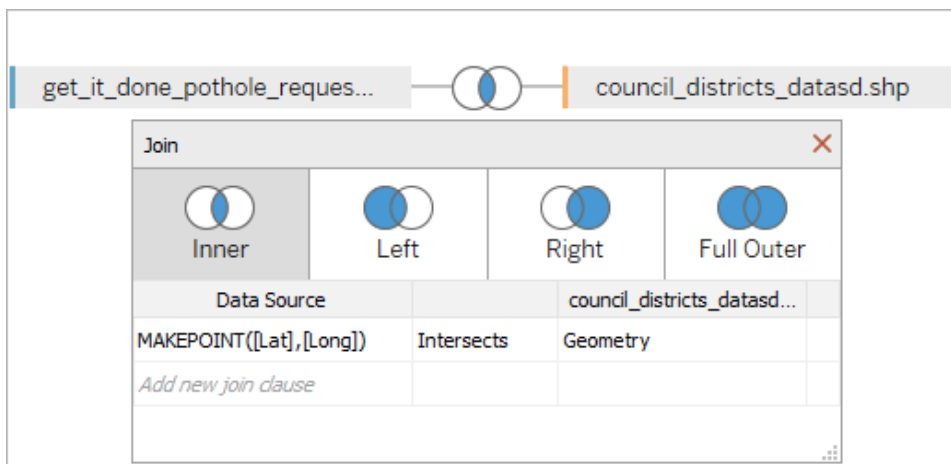 get_it_done_pothole_reques...
council_districts_datasd.shp
Join
Inner
Left
Right
Full Outer
Data Source
council_districts_datasd...
MAKEPOINT([Lat],[Long])
Intersects
Geometry
Add new join clause